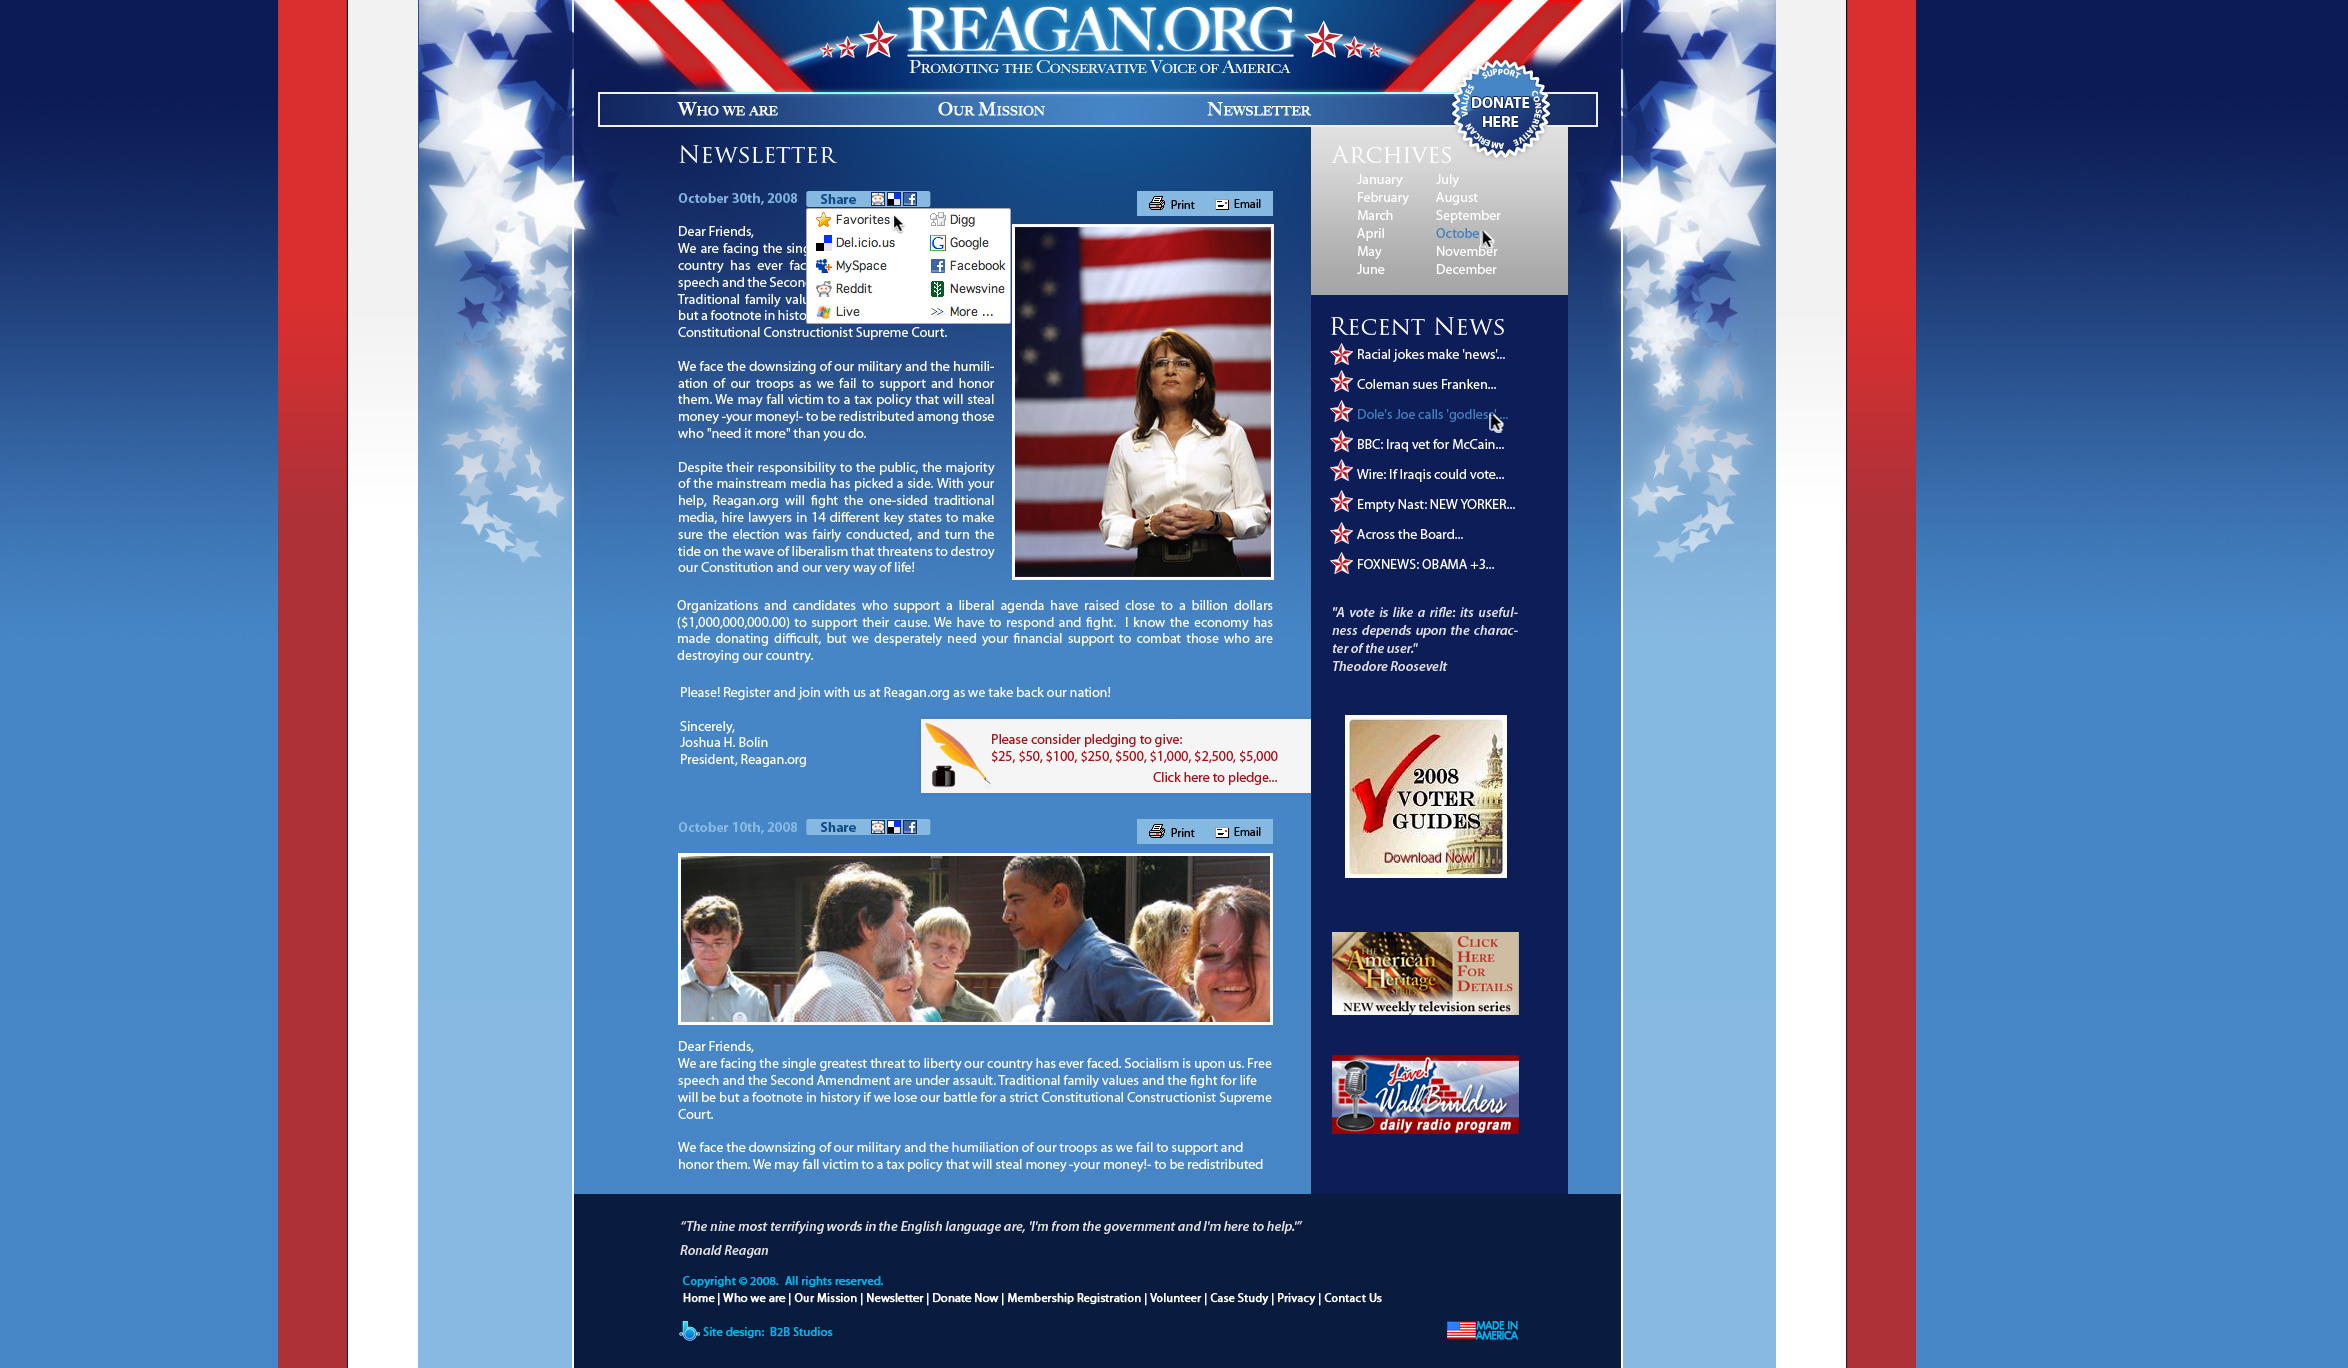 REAGAN.ORG
PROMOTING THE CONSERVATIVE VOICE OF AMERICA
WHO WE ARE
OUR MISSION
NEWSLETTER
SUPPORT CONSERVATIVE AMERICAN VALUES
DONATE
HERE
NEWSLETTER
October 30th, 2008
Share
Print
Email
Favorites
Digg
Del.icio.us
Google
MySpace
Facebook
Reddit
Newsvine
Live
>> More ...
Dear Friends,
We are facing the
country has ever
speech and the
Traditional family
but a footnote in
Constitutional Constructionist Supreme Court.
We face the downsizing of our military and the humili-
ation of our troops as we fail to support and honor
them. We may fall victim to a tax policy that will steal
money -your money!- to be redistributed among those
who "need it more" than you do.
Despite their responsibility to the public, the majority
of the mainstream media has picked a side. With your
help, Reagan.org will fight the one-sided traditional
media, hire lawyers in 14 different key states to make
sure the election was fairly conducted, and turn the
tide on the wave of liberalism that threatens to destroy
our Constitution and our very way of life!
Organizations and candidates who support a liberal agenda have raised close to a billion dollars
($1,000,000,000.00) to support their cause. We have to respond and fight. I know the economy has
made donating difficult, but we desperately need your financial support to combat those who are
destroying our country.
Please! Register and join with us at Reagan.org as we take back our nation!
Sincerely,
Joshua H. Bolin
President, Reagan.org
Please consider pledging to give:
$25, $50, $100, $250, $500, $1,000, $2,500, $5,000
Click here to pledge...
October 10th, 2008
Share
Print
Email
Dear Friends,
We are facing the single greatest threat to liberty our country has ever faced. Socialism is upon us. Free
speech and the Second Amendment are under assault. Traditional family values and the fight for life
will be but a footnote in history if we lose our battle for a strict Constitutional Constructionist Supreme
Court.
We face the downsizing of our military and the humiliation of our troops as we fail to support and
honor them. We may fall victim to a tax policy that will steal money -your money!- to be redistributed
ARCHIVES
January
July
February
August
March
September
April
Octobe
May
November
June
December
RECENT NEWS
Racial jokes make 'news'...
Coleman sues Franken...
Dole's Joe calls 'godless'...
BBC: Iraq vet for McCain...
Wire: If Iraqis could vote...
Empty Nast: NEW YORKER...
Across the Board...
FOXNEWS: OBAMA +3...
"A vote is like a rifle: its useful-
ness depends upon the charac-
ter of the user."
Theodore Roosevelt
2008
VOTER
GUIDES
Download Now!
THE
American
Heritage
SERIES
CLICK
HERE
FOR
DETAILS
NEW weekly television series
Live!
WallBuilders
daily radio program
“The nine most terrifying words in the English language are, 'I'm from the government and I'm here to help.'”
Ronald Reagan
Copyright © 2008. All rights reserved.
Home | Who we are | Our Mission | Newsletter | Donate Now | Membership Registration | Volunteer | Case Study | Privacy | Contact Us
Site design: B2B Studios
MADE IN
AMERICA